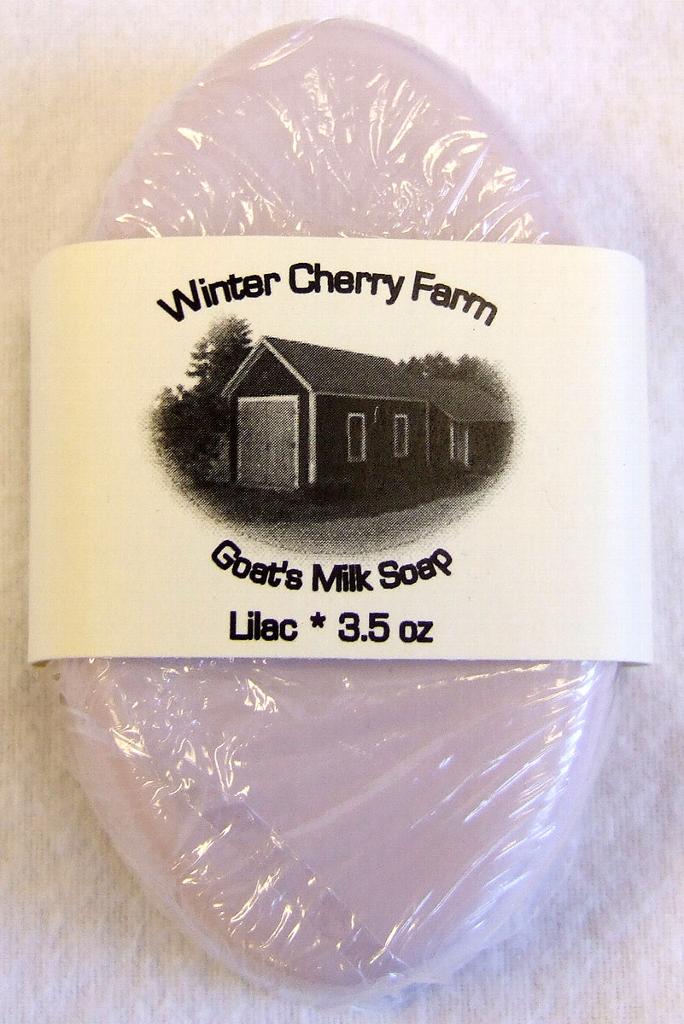 Winter Cherry Farm
Goat's Milk Soap
Lilac * 3.5 oz